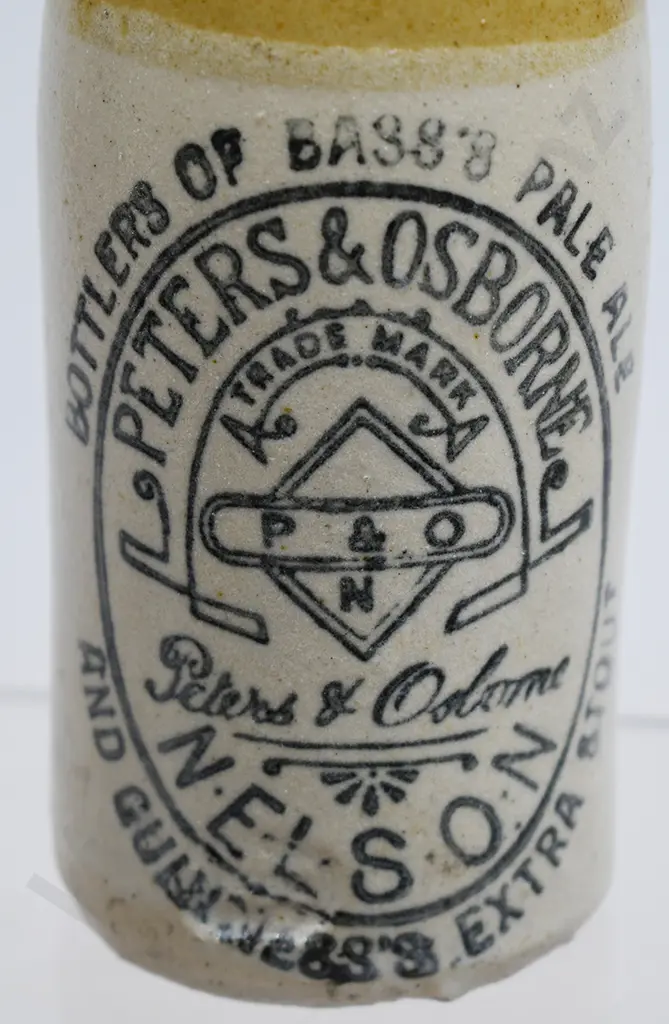 BOTTLERS OF BASS'S PALE ALE
PETERS & OSBORNE
TRADE MARK
P & O
N
Peters & Osborne
NELSON
AND GUINNESS'S EXTRA STOUT